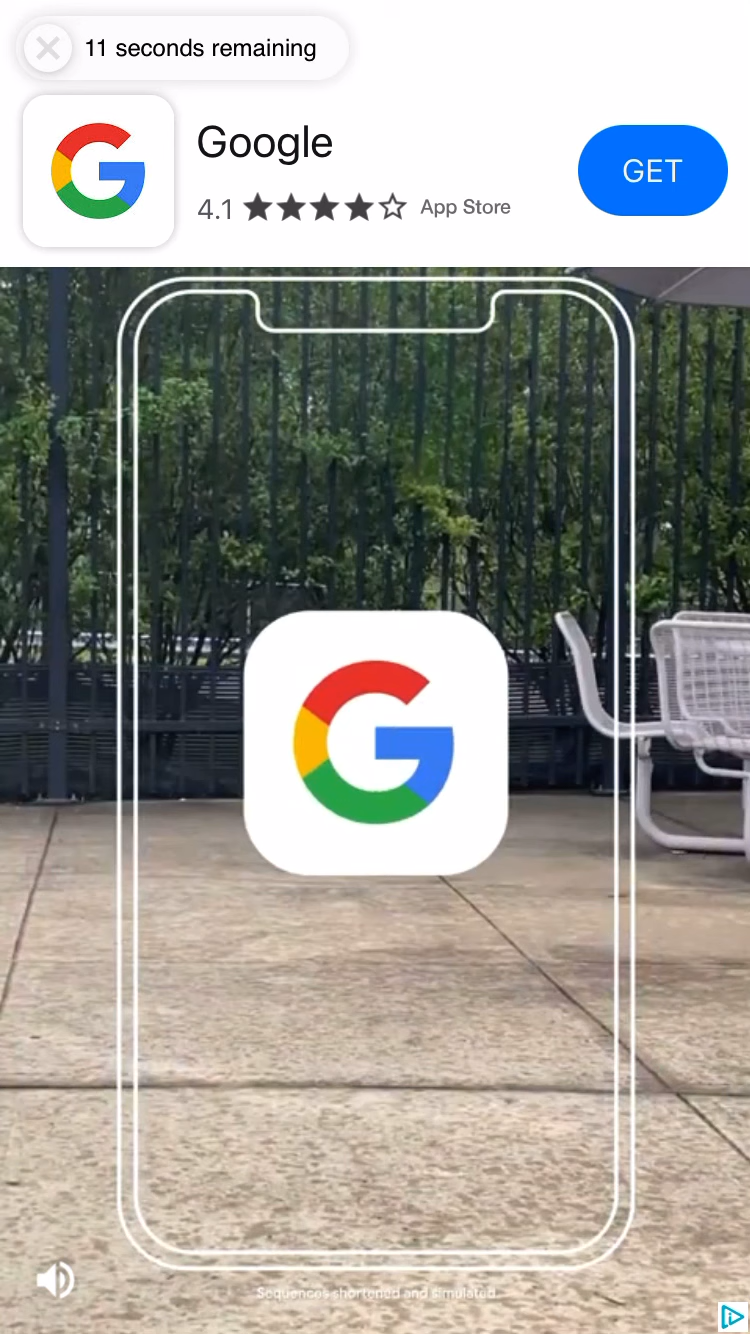 11 seconds remaining
Google
4.1
App Store
GET
Sequences shortened and simulated.